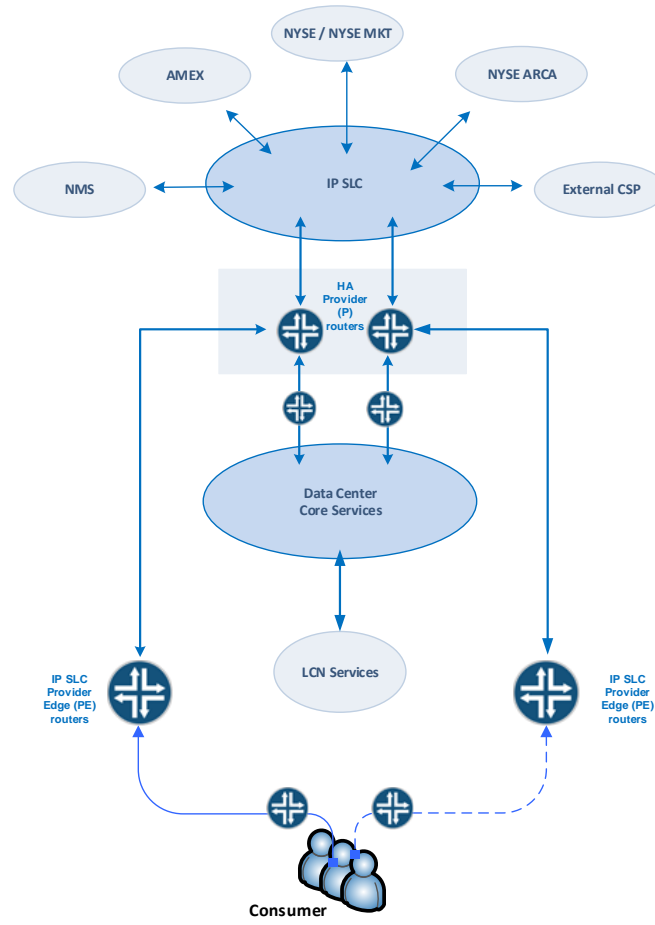 NYSE / NYSE MKT
AMEX
NYSE ARCA
IP SLC
NMS
External CSP
HA
Provider
(P)
routers
Data Center
Core Services
LCN Services
IP SLC
Provider
Edge (PE)
routers
IP SLC
Provider
Edge (PE)
routers
Consumer